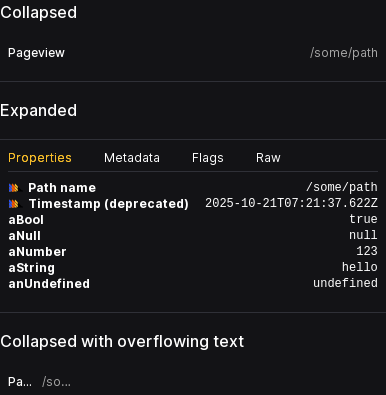 Collapsed
Pageview /some/path
Expanded
Properties Metadata Flags Raw
Path name /some/path
Timestamp (deprecated) 2025-10-21T07:21:37.622Z
aBool true
aNull null
aNumber 123
aString hello
anUndefined undefined
Collapsed with overflowing text
Pa... /so...